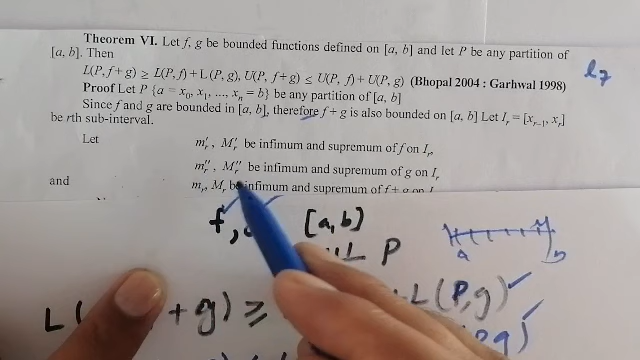 Theorem VI. Let f, g be bounded functions defined on [a, b] and let P be any partition of
[a, b]. Then
L(P, f + g) ≥ L(P, f) + L (P, g), U(P, f + g) ≤ U(P, f) + U(P, g) (Bhopal 2004 : Garhwal 1998)
Proof Let P {a = x₀, x₁, ..., xₙ = b} be any partition of [a, b]
Since f and g are bounded in [a, b], therefore f + g is also bounded on [a, b] Let Iᵣ = [xᵣ₋₁, xᵣ]
be rth sub-interval.
Let m′ᵣ , M′ᵣ be infimum and supremum of f on Iᵣ,
m″ᵣ , M″ᵣ be infimum and supremum of g on Iᵣ
and mᵣ, Mᵣ be infimum and supremum of f + g on I
f, [a, b]
P
a b
L( + g) ≥ L(P, g)
g)